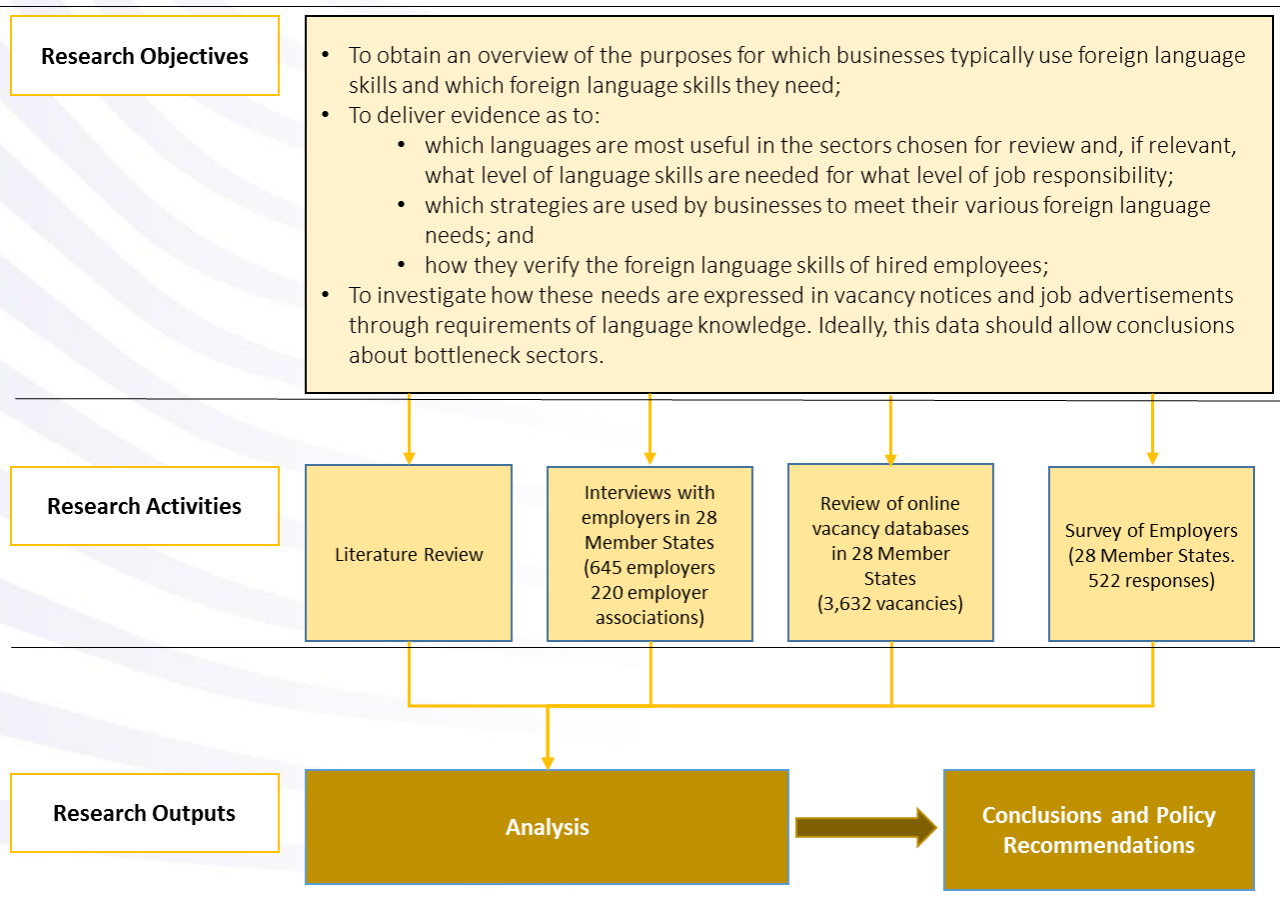 Research Objectives
• To obtain an overview of the purposes for which businesses typically use foreign language
skills and which foreign language skills they need;
• To deliver evidence as to:
• which languages are most useful in the sectors chosen for review and, if relevant,
what level of language skills are needed for what level of job responsibility;
• which strategies are used by businesses to meet their various foreign language
needs; and
• how they verify the foreign language skills of hired employees;
• To investigate how these needs are expressed in vacancy notices and job advertisements
through requirements of language knowledge. Ideally, this data should allow conclusions
about bottleneck sectors.
Research Activities
Literature Review
Interviews with
employers in 28
Member States
(645 employers
220 employer
associations)
Review of online
vacancy databases
in 28 Member
States
(3,632 vacancies)
Survey of Employers
(28 Member States.
522 responses)
Research Outputs
Analysis
Conclusions and Policy
Recommendations